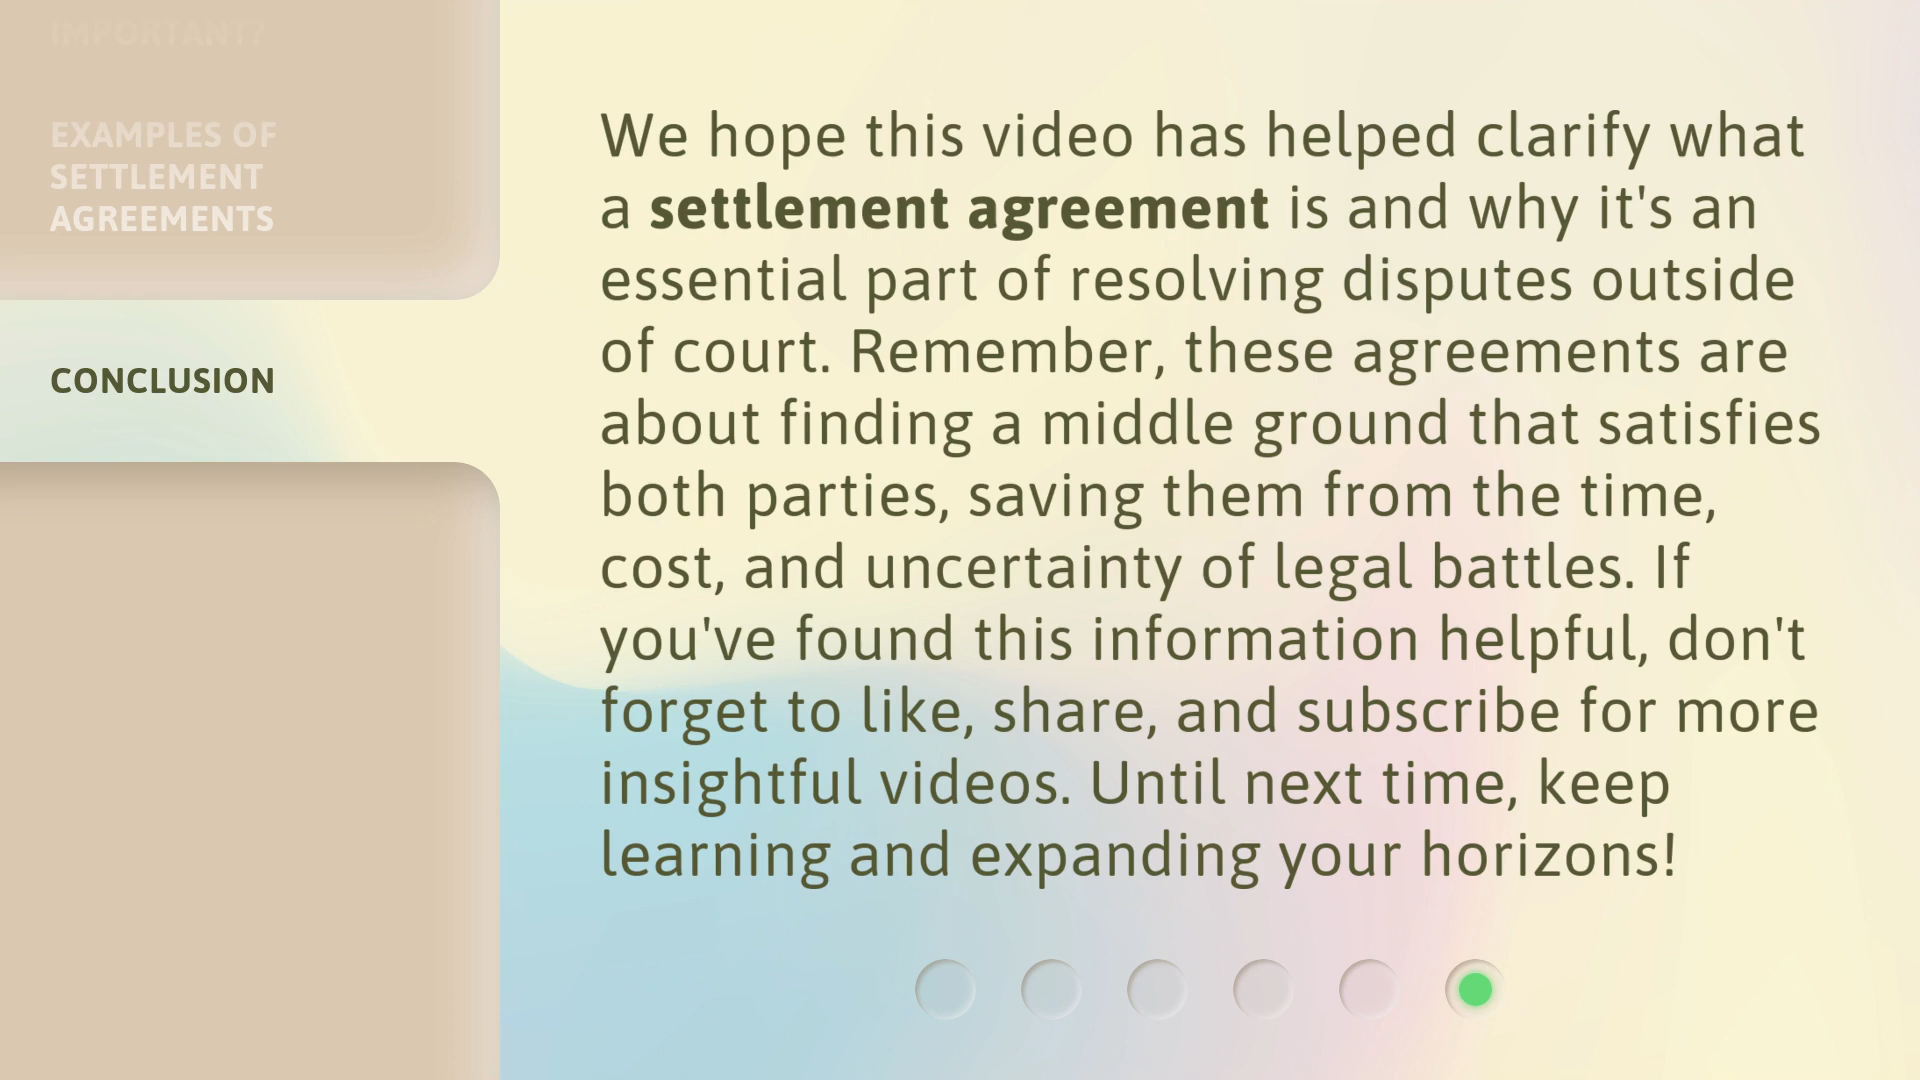 IMPORTANT?
EXAMPLES OF
SETTLEMENT
AGREEMENTS
CONCLUSION
We hope this video has helped clarify what
a settlement agreement is and why it's an
essential part of resolving disputes outside
of court. Remember, these agreements are
about finding a middle ground that satisfies
both parties, saving them from the time,
cost, and uncertainty of legal battles. If
you've found this information helpful, don't
forget to like, share, and subscribe for more
insightful videos. Until next time, keep
learning and expanding your horizons!